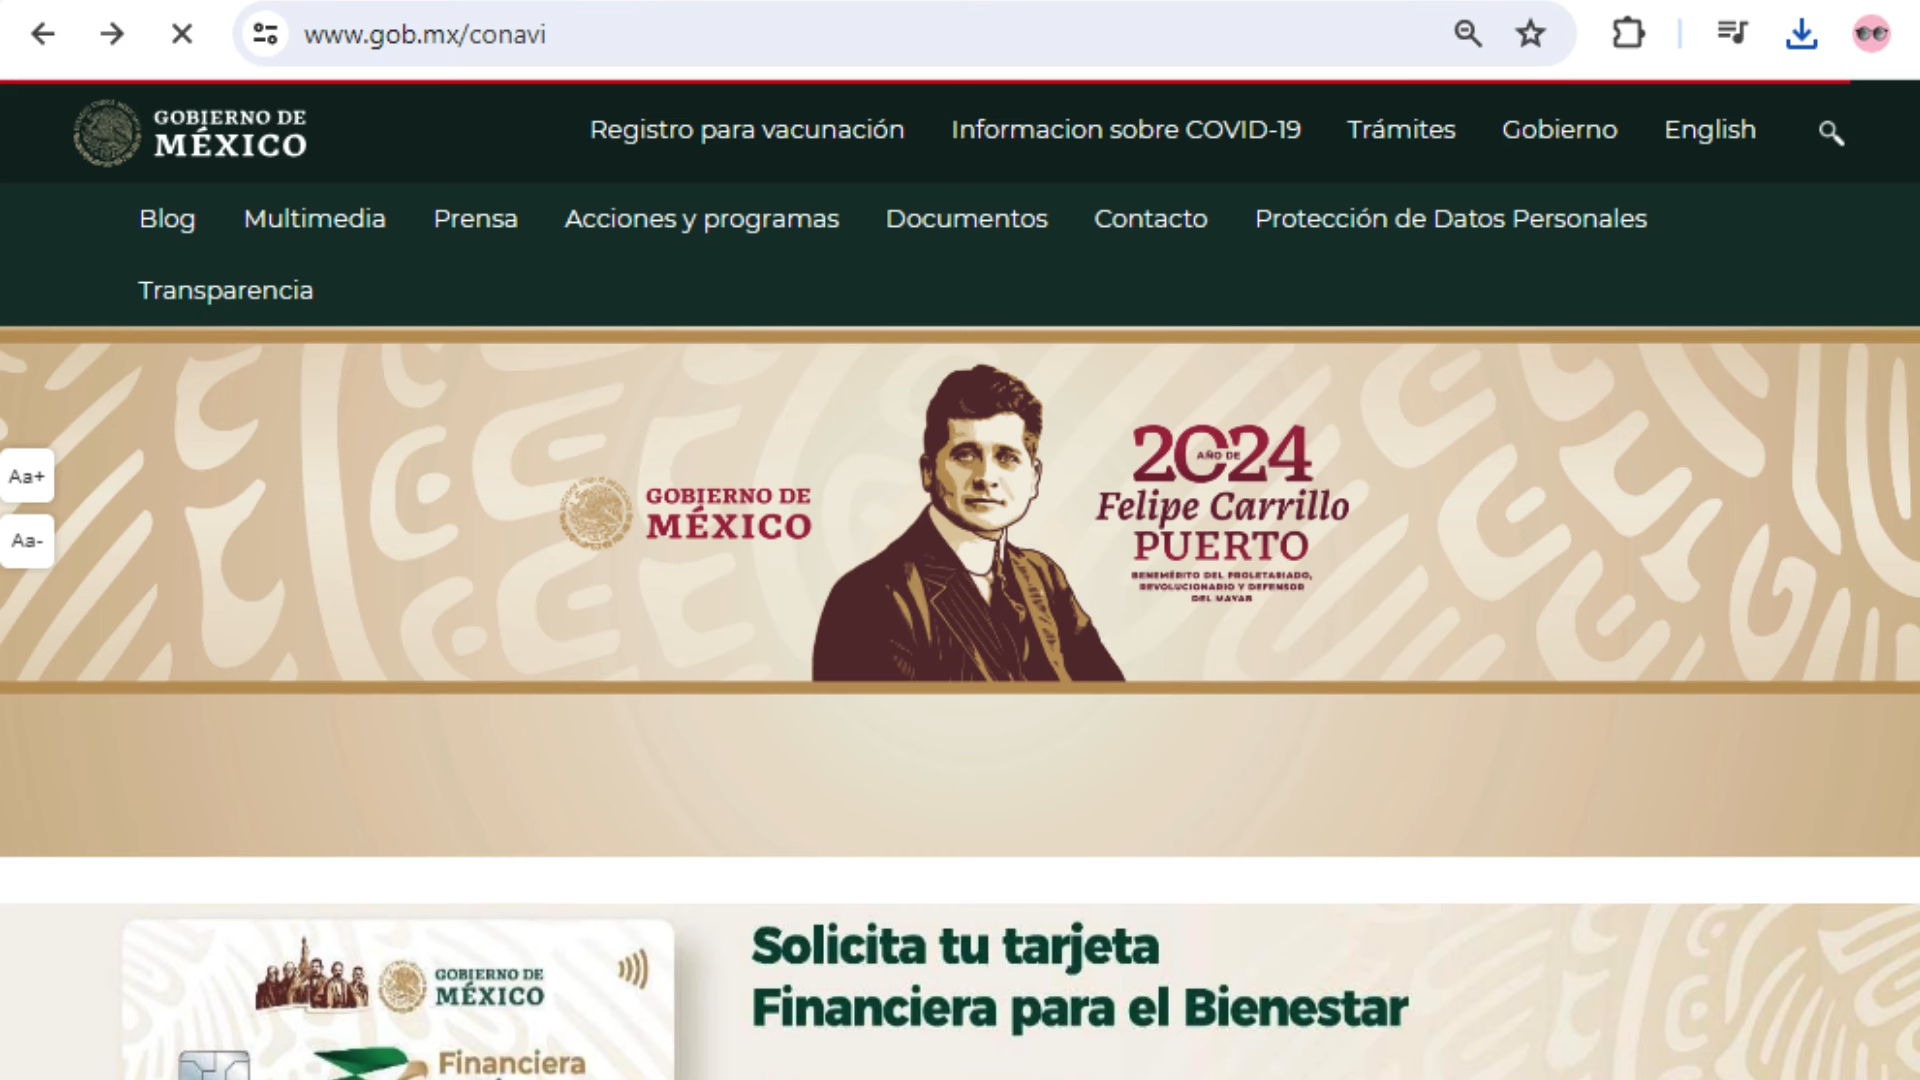 www.gob.mx/conavi
GOBIERNO DE
MÉXICO
Registro para vacunación
Informacion sobre COVID-19
Trámites
Gobierno
English
Blog
Multimedia
Prensa
Acciones y programas
Documentos
Contacto
Protección de Datos Personales
Transparencia
Aa+
Aa-
GOBIERNO DE
MÉXICO
2024
AÑO DE
Felipe Carrillo
PUERTO
BENEMÉRITO DEL PROLETARIADO,
REVOLUCIONARIO Y DEFENSOR
DEL MAYAB
Solicita tu tarjeta
Financiera para el Bienestar
GOBIERNO DE
MÉXICO
Financiera